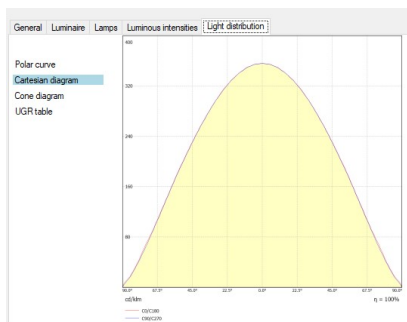 General Luminaire Lamps Luminous intensities Light distribution
Polar curve
Cartesian diagram
Cone diagram
UGR table
400
320
240
160
80
90.0° 67.5° 45.0° 22.5° 0.0° 22.5° 45.0° 67.5° 90.0°
cd/klm η = 100%
C0/C180
C90/C270